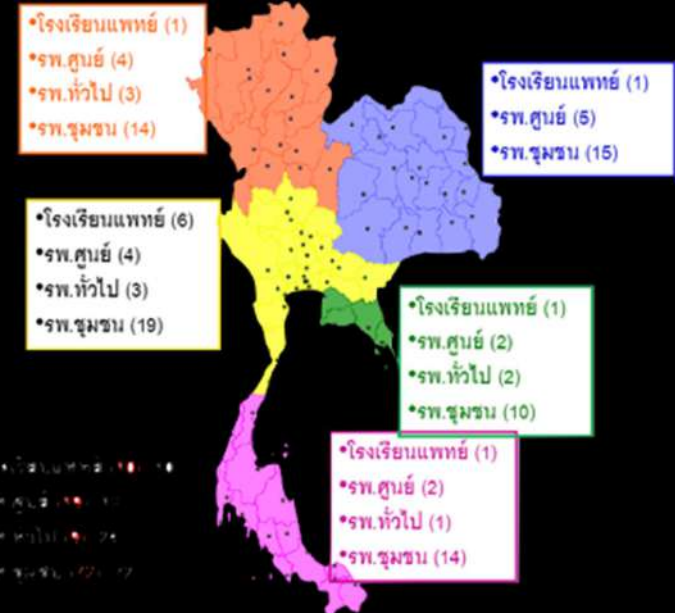 •โรงเรียนแพทย์ (1)
•รพ.ศูนย์ (4)
•รพ.ทั่วไป (3)
•รพ.ชุมชน (14)
•โรงเรียนแพทย์ (1)
•รพ.ศูนย์ (5)
•รพ.ชุมชน (15)
•โรงเรียนแพทย์ (6)
•รพ.ศูนย์ (4)
•รพ.ทั่วไป (3)
•รพ.ชุมชน (19)
•โรงเรียนแพทย์ (1)
•รพ.ศูนย์ (2)
•รพ.ทั่วไป (2)
•รพ.ชุมชน (10)
•โรงเรียนแพทย์ (1)
•รพ.ศูนย์ (2)
•รพ.ทั่วไป (1)
•รพ.ชุมชน (14)